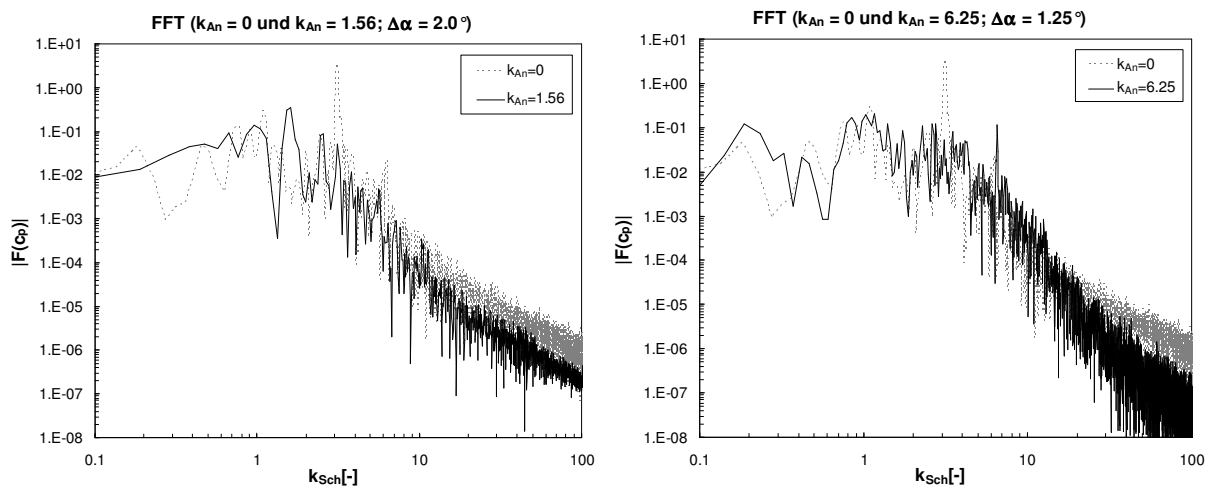 FFT (kAn = 0 und kAn = 1.56; Δα = 2.0°)
1.E+01
1.E+00
1.E-01
1.E-02
1.E-03
1.E-04
1.E-05
1.E-06
1.E-07
1.E-08
|F(cp)|
kAn=0
kAn=1.56
0.1
1
10
100
kSch[-]
FFT (kAn = 0 und kAn = 6.25; Δα = 1.25°)
1.E+01
1.E+00
1.E-01
1.E-02
1.E-03
1.E-04
1.E-05
1.E-06
1.E-07
1.E-08
|F(cp)|
kAn=0
kAn=6.25
0.1
1
10
100
kSch[-]